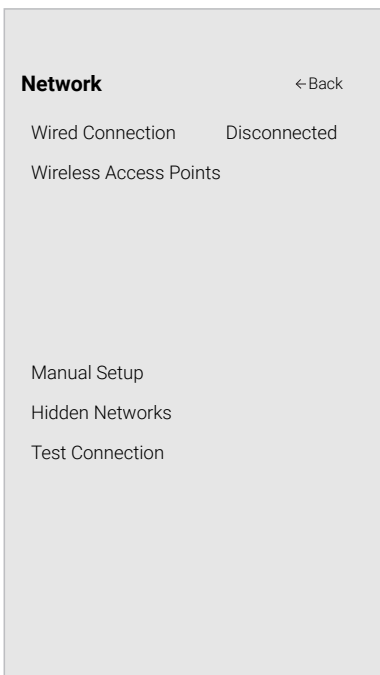 Network ←Back
Wired Connection Disconnected
Wireless Access Points
Manual Setup
Hidden Networks
Test Connection